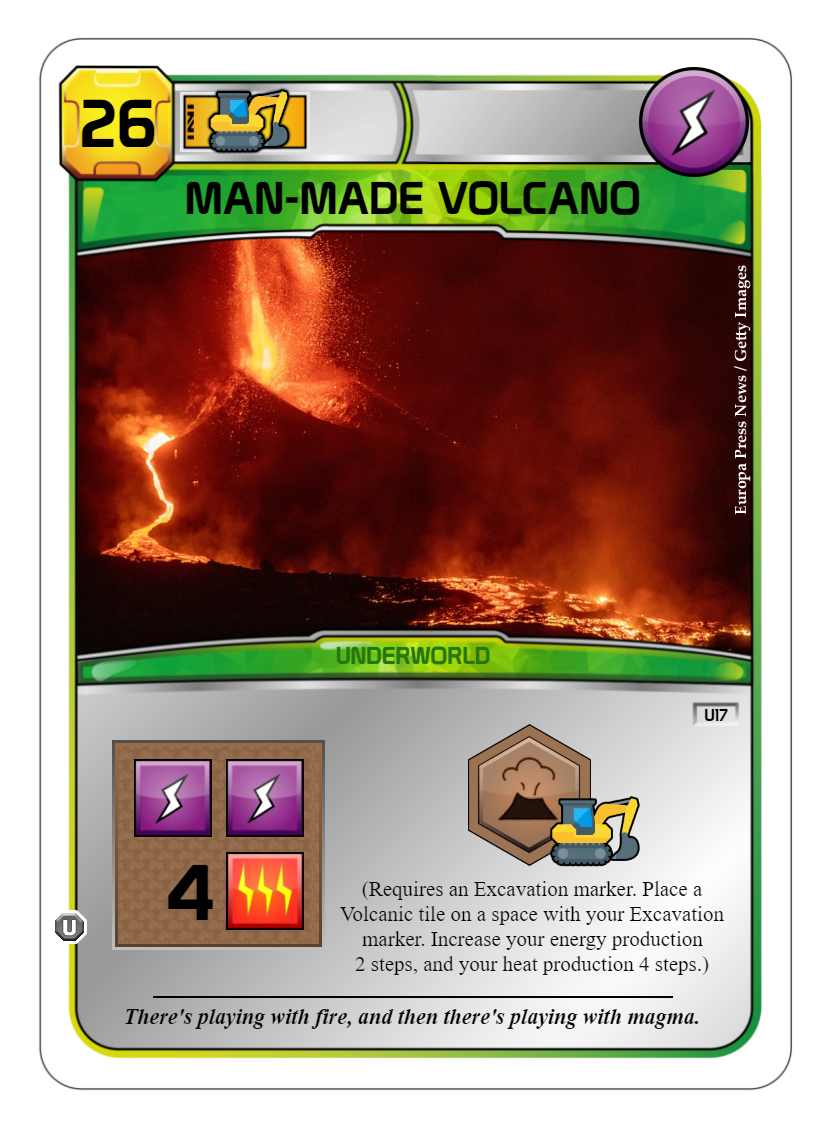 26
MAN-MADE VOLCANO
Europa Press News / Getty Images
UNDERWORLD
U17
4
(Requires an Excavation marker. Place a
Volcanic tile on a space with your Excavation
marker. Increase your energy production
2 steps, and your heat production 4 steps.)
U
There's playing with fire, and then there's playing with magma.